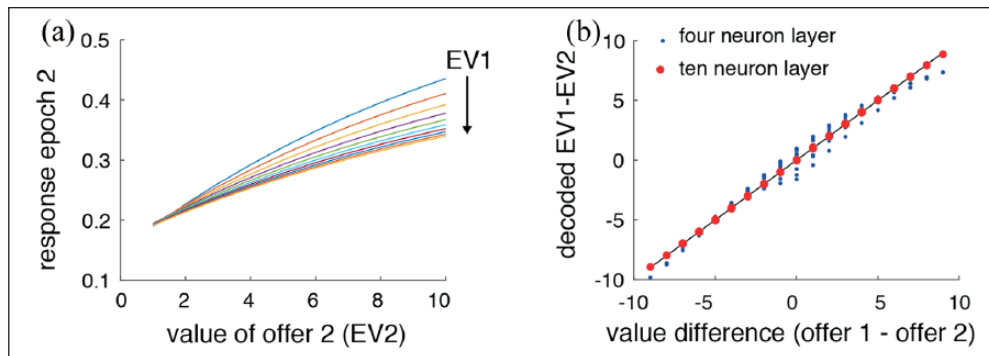 (a)
0.5
0.4
0.3
0.2
0.1
response epoch 2
EV1
0 2 4 6 8 10
value of offer 2 (EV2)
(b)
10
5
0
-5
-10
decoded EV1-EV2
four neuron layer
ten neuron layer
-10 -5 0 5 10
value difference (offer 1 - offer 2)